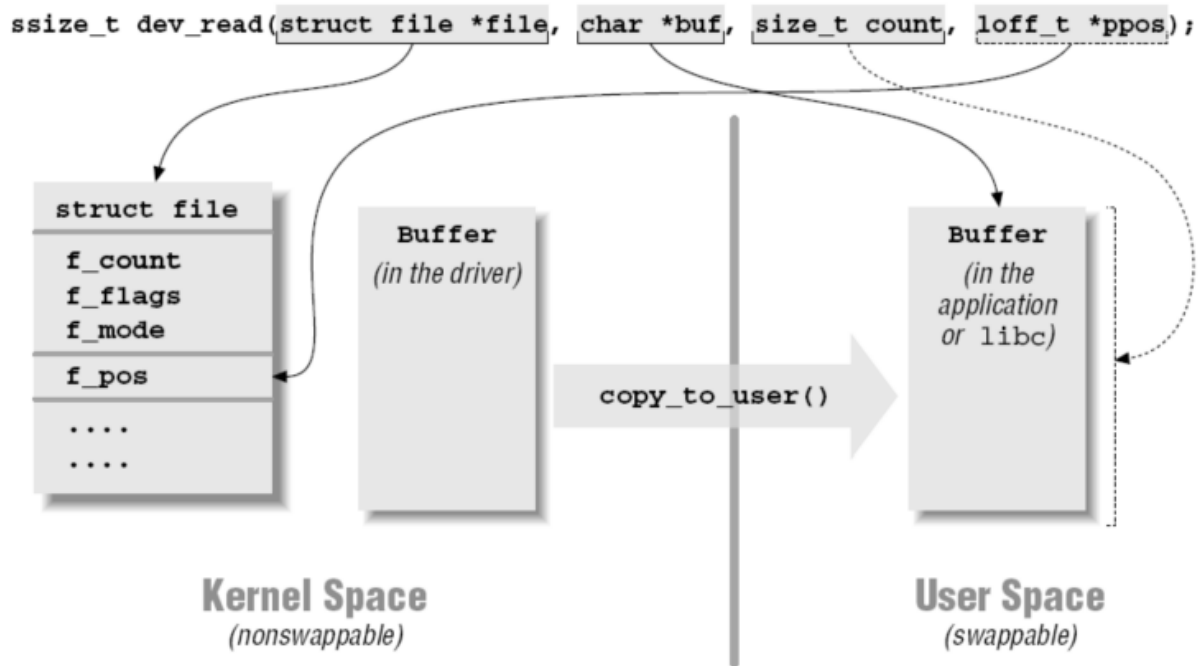 ssize_t dev_read(struct file *file, char *buf, size_t count, loff_t *ppos);
struct file
f_count
f_flags
f_mode
f_pos
....
....
Buffer
(in the driver)
copy_to_user()
Buffer
(in the
application
or libc)
Kernel Space
(nonswappable)
User Space
(swappable)